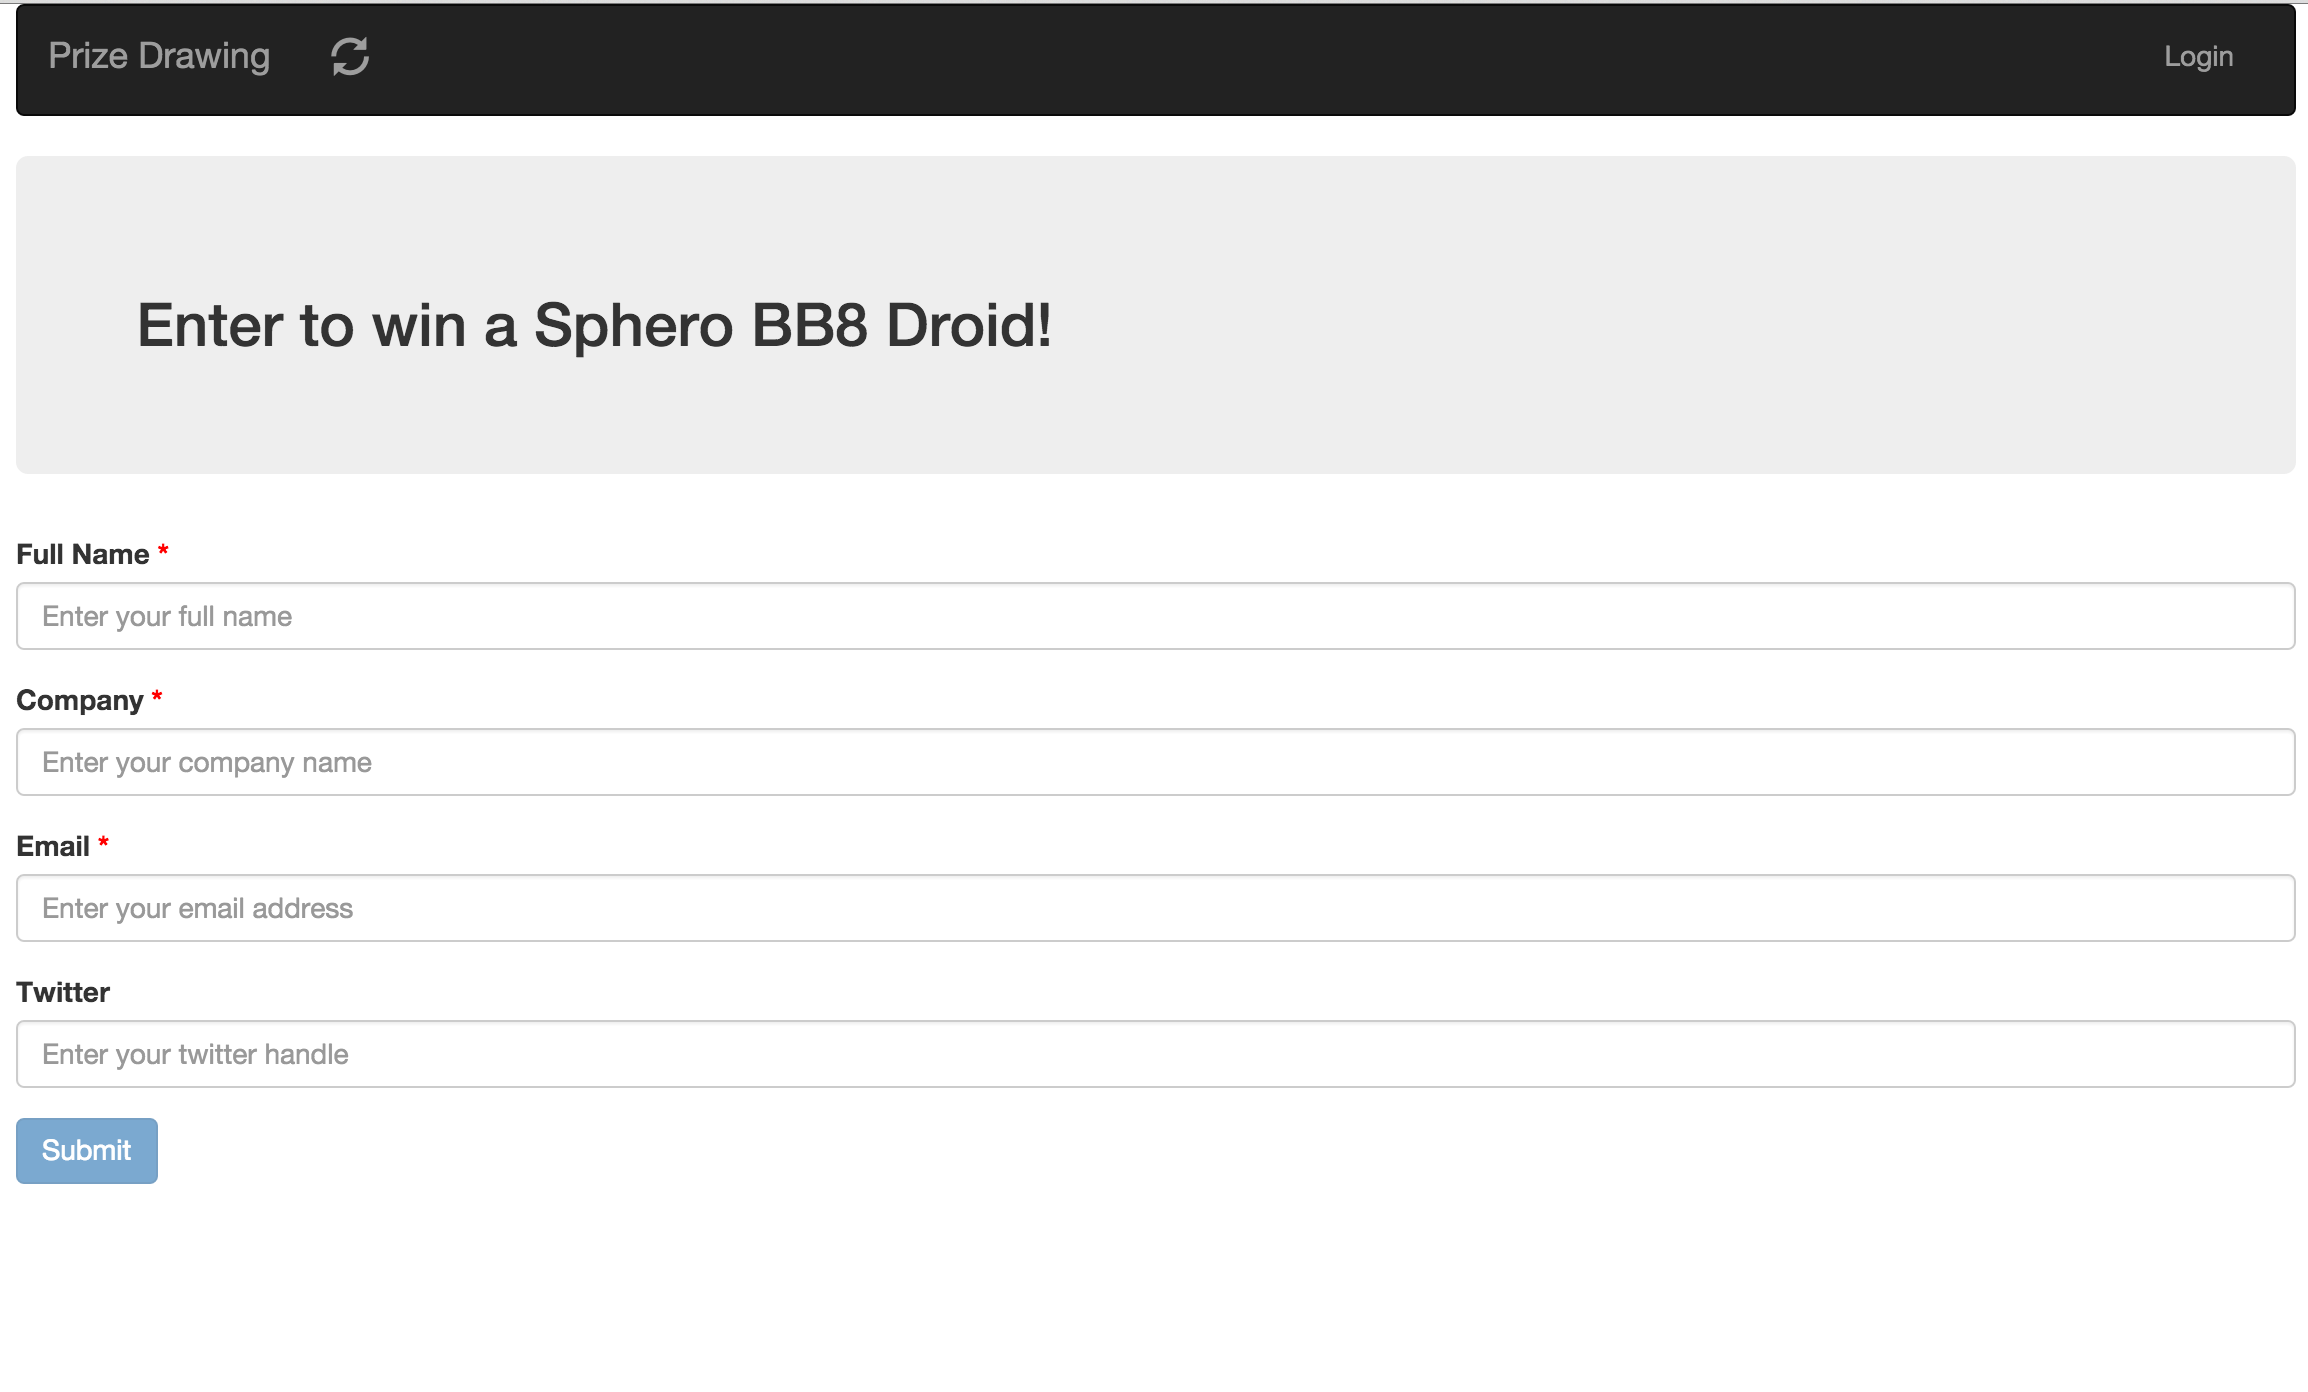 Prize Drawing Login
Enter to win a Sphero BB8 Droid!
Full Name *
Enter your full name
Company *
Enter your company name
Email *
Enter your email address
Twitter
Enter your twitter handle
Submit